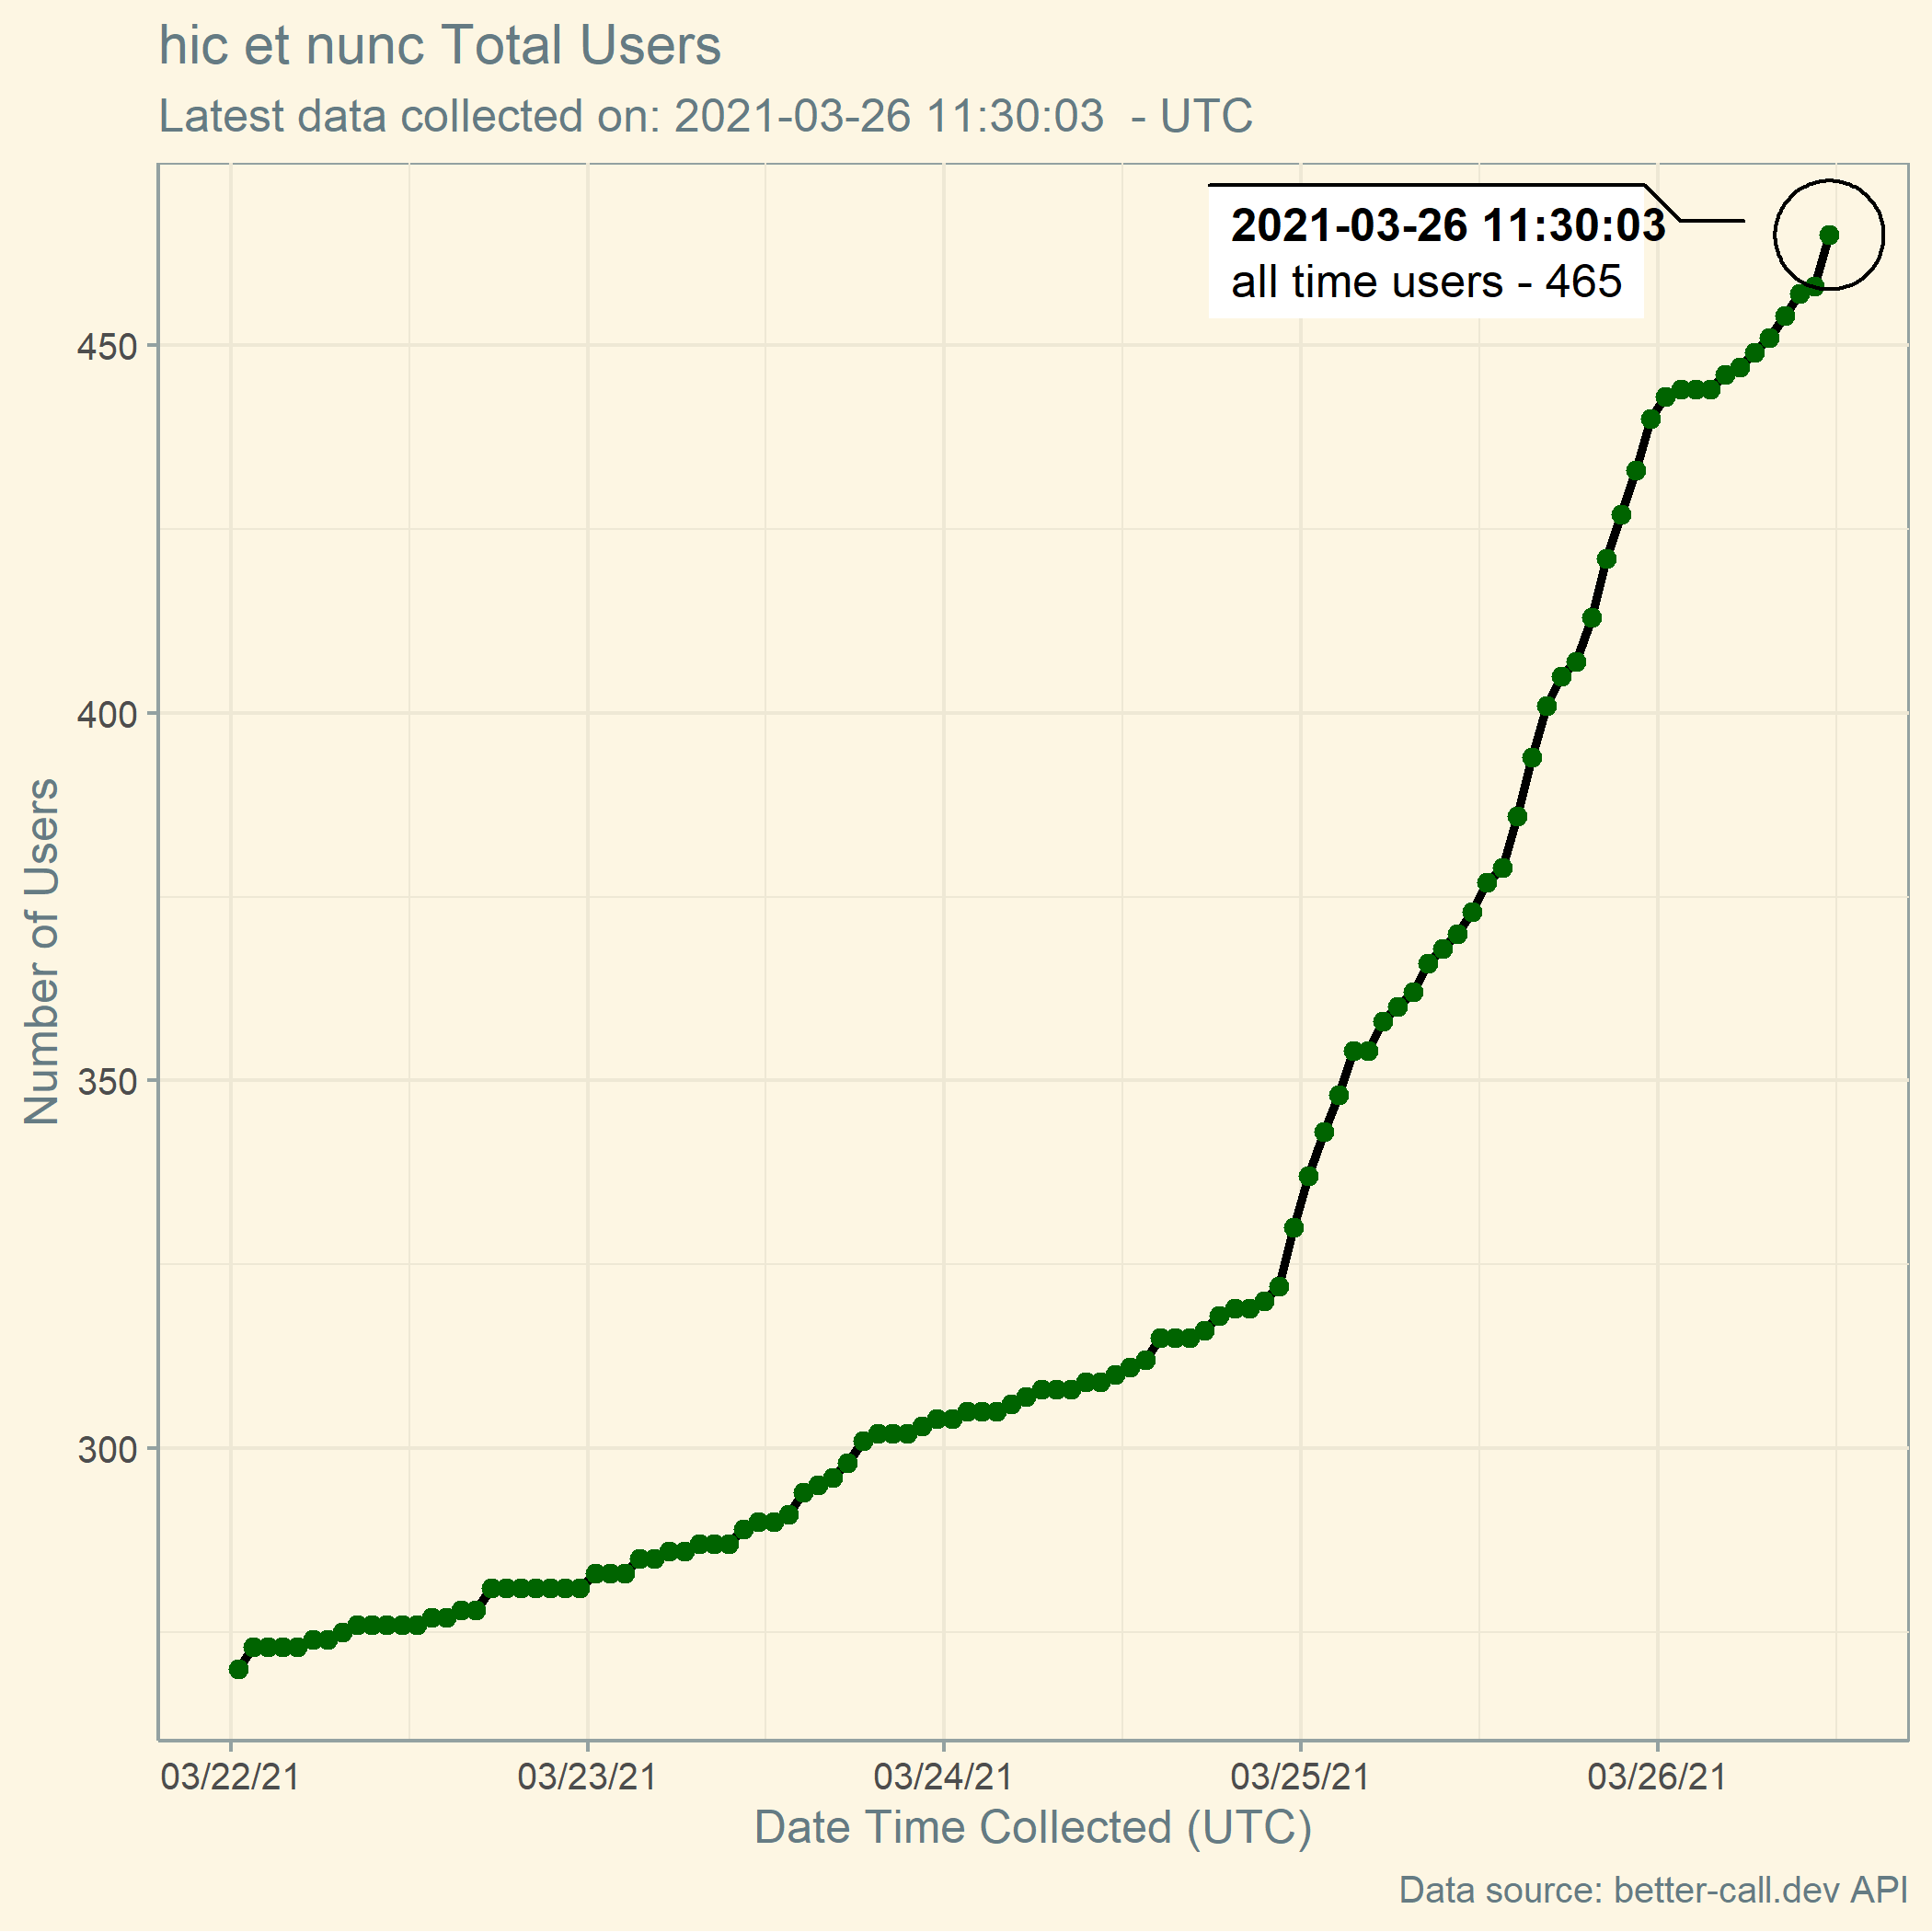 hic et nunc Total Users
Latest data collected on: 2021-03-26 11:30:03  - UTC
2021-03-26 11:30:03
all time users - 465
450
400
350
300
Number of Users
03/22/21
03/23/21
03/24/21
03/25/21
03/26/21
Date Time Collected (UTC)
Data source: better-call.dev API